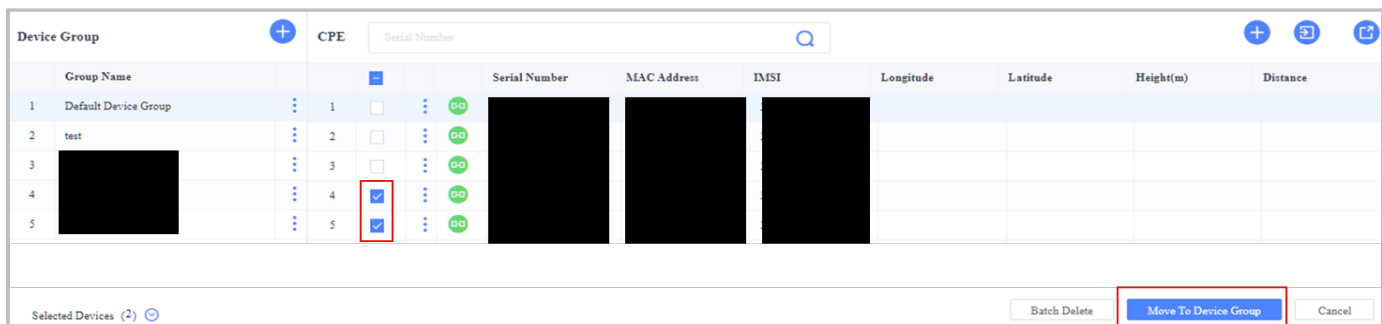 Device Group CPE Serial Number
Group Name Serial Number MAC Address IMSI Longitude Latitude Height(m) Distance
1 Default Device Group 1
2 test 2
3 3
4 4
5 5
Selected Devices (2) Batch Delete Move To Device Group Cancel